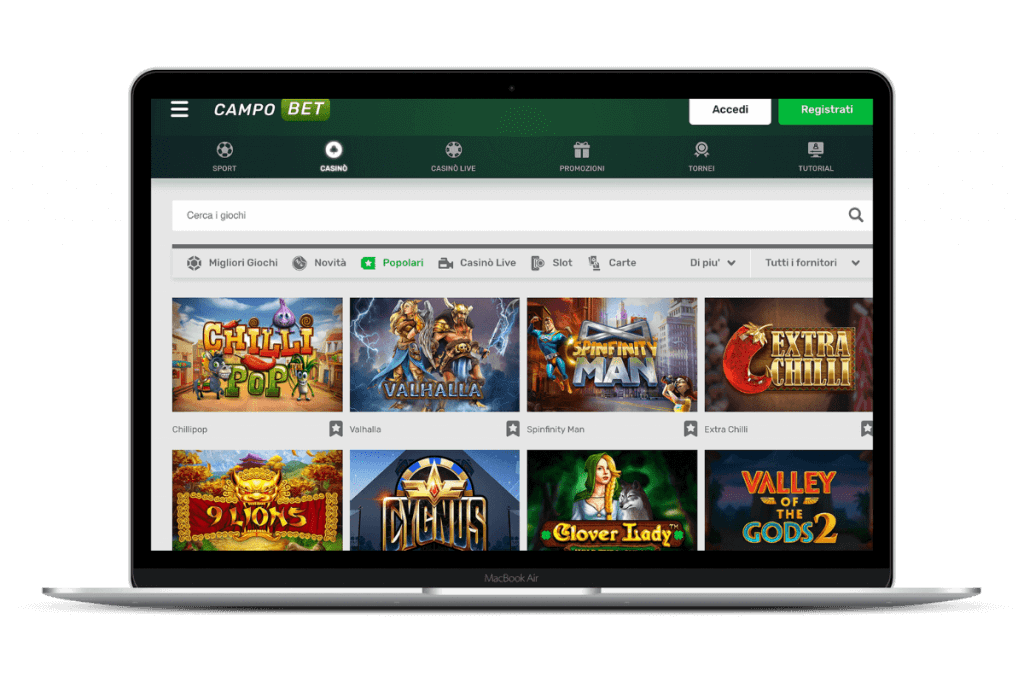 CAMPO BET
Accedi
Registrati
SPORT
CASINÒ
CASINÒ LIVE
PROMOZIONI
TORNEI
TUTORIAL
Cerca i giochi
Migliori Giochi
Novità
Popolari
Casinò Live
Slot
Carte
Di piu'
Tutti i fornitori
CHILLI
POP
VALHALLA
SPINFINITY
MAN
EXTRA
CHILLI
Chillipop
Valhalla
Spinfinity Man
Extra Chilli
9 LIONS
CYGNUS
Clover Lady™
VALLEY
OF
THE
GODS 2
MacBook Air